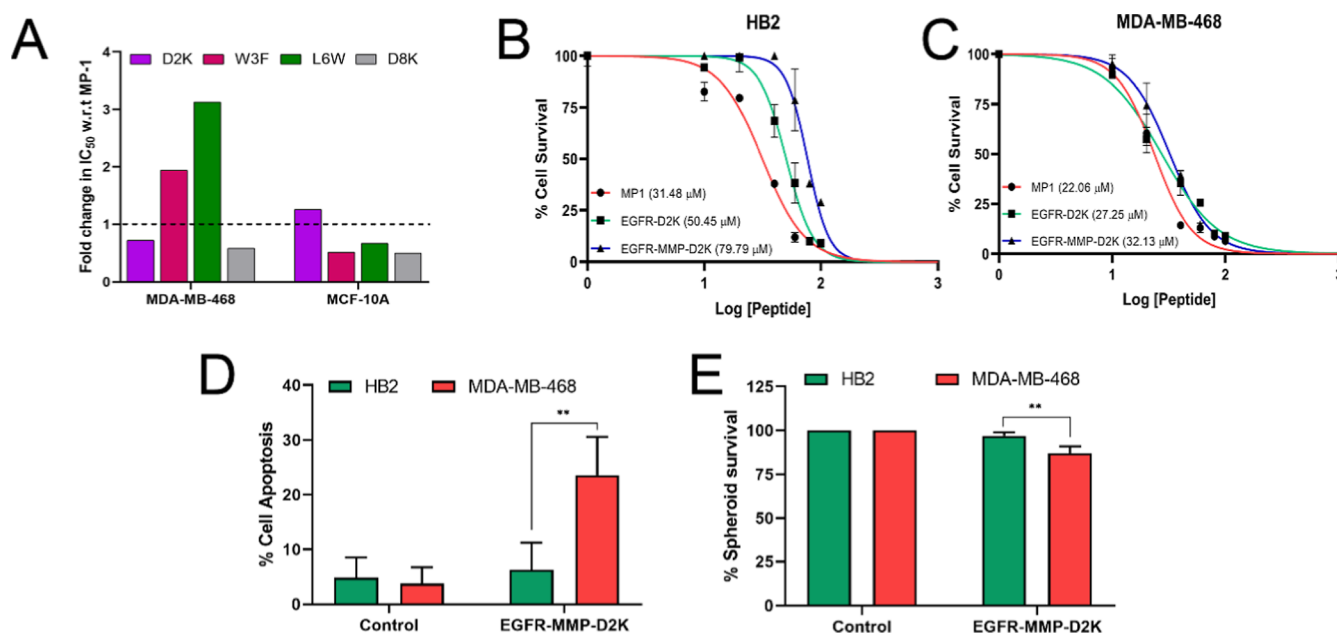 A
D2K W3F L6W D8K
Fold change in IC50 w.r.t MP-1
4
3
2
1
0
MDA-MB-468 MCF-10A
B
HB2
% Cell Survival
100
75
50
25
0
MP1 (31.48 μM)
EGFR-D2K (50.45 μM)
EGFR-MMP-D2K (79.79 μM)
0 1 2 3
Log [Peptide]
C
MDA-MB-468
% Cell Survival
100
75
50
25
0
MP1 (22.06 μM)
EGFR-D2K (27.25 μM)
EGFR-MMP-D2K (32.13 μM)
0 1 2 3
Log [Peptide]
D
HB2 MDA-MB-468
% Cell Apoptosis
40
30
20
10
0
**
Control EGFR-MMP-D2K
E
HB2 MDA-MB-468
% Spheroid survival
125
100
75
50
25
0
**
Control EGFR-MMP-D2K